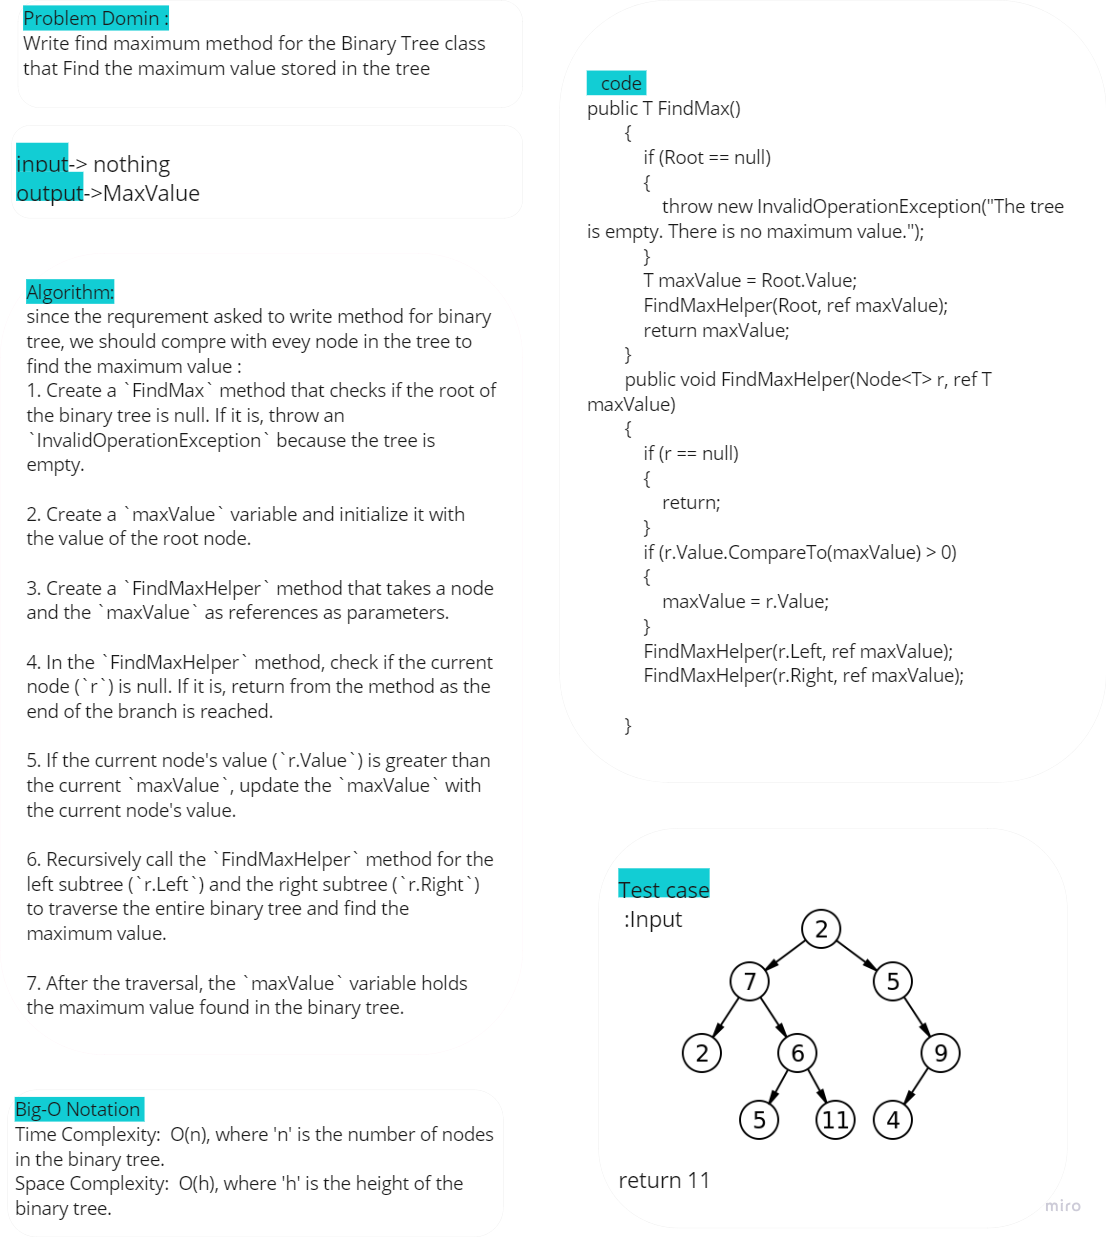 Problem Domin :
Write find maximum method for the Binary Tree class
that Find the maximum value stored in the tree
input-> nothing
output->MaxValue
Algorithm:
since the requrement asked to write method for binary
tree, we should compre with evey node in the tree to
find the maximum value :
1. Create a `FindMax` method that checks if the root of
the binary tree is null. If it is, throw an
`InvalidOperationException` because the tree is
empty.
2. Create a `maxValue` variable and initialize it with
the value of the root node.
3. Create a `FindMaxHelper` method that takes a node
and the `maxValue` as references as parameters.
4. In the `FindMaxHelper` method, check if the current
node (`r`) is null. If it is, return from the method as the
end of the branch is reached.
5. If the current node's value (`r.Value`) is greater than
the current `maxValue`, update the `maxValue` with
the current node's value.
6. Recursively call the `FindMaxHelper` method for the
left subtree (`r.Left`) and the right subtree (`r.Right`)
to traverse the entire binary tree and find the
maximum value.
7. After the traversal, the `maxValue` variable holds
the maximum value found in the binary tree.
Big-O Notation
Time Complexity:  O(n), where 'n' is the number of nodes
in the binary tree.
Space Complexity:  O(h), where 'h' is the height of the
binary tree.
code
public T FindMax()
{
if (Root == null)
{
throw new InvalidOperationException("The tree
is empty. There is no maximum value.");
}
T maxValue = Root.Value;
FindMaxHelper(Root, ref maxValue);
return maxValue;
}
public void FindMaxHelper(Node<T> r, ref T
maxValue)
{
if (r == null)
{
return;
}
if (r.Value.CompareTo(maxValue) > 0)
{
maxValue = r.Value;
}
FindMaxHelper(r.Left, ref maxValue);
FindMaxHelper(r.Right, ref maxValue);
}
Test case
:Input
2
7 5
2 6 9
5 11 4
return 11
miro